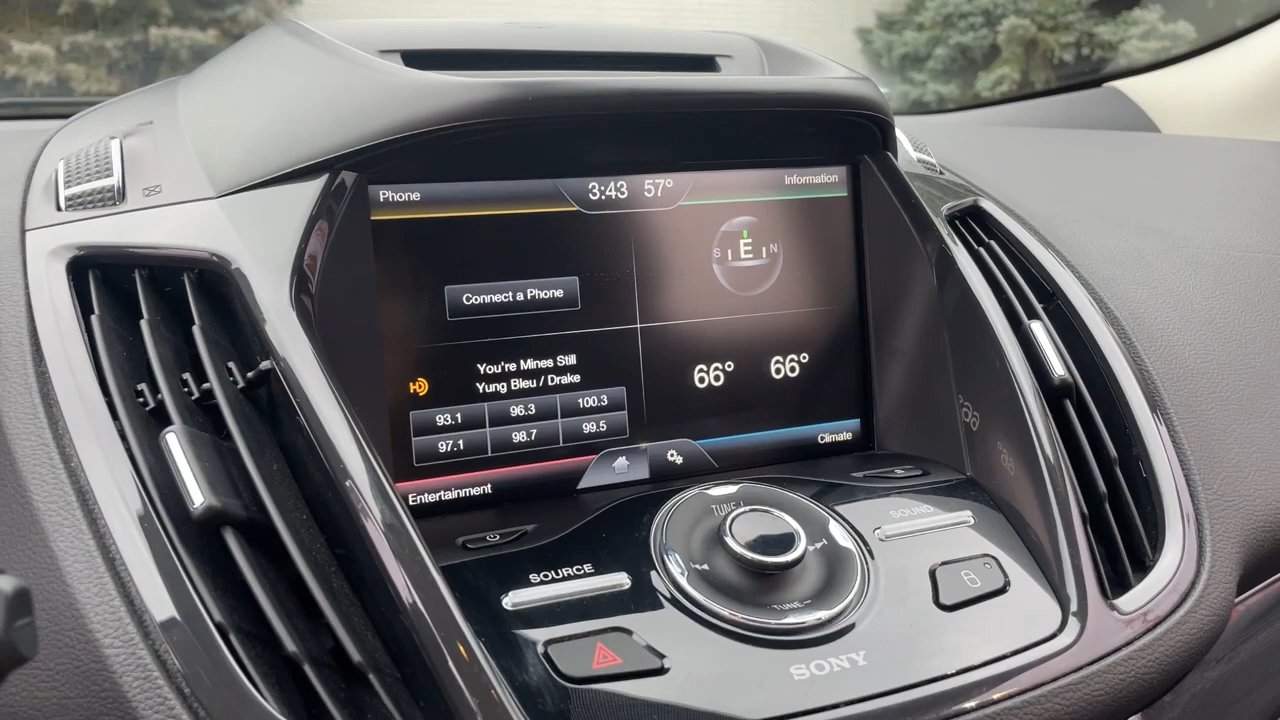 Phone
3:43 57°
Information
S E N
Connect a Phone
You're Mines Still
Yung Bleu / Drake
HD
93.1 96.3 100.3
97.1 98.7 99.5
66° 66°
Entertainment
Climate
SOURCE
TUNE+
TUNE−
SOUND
SONY